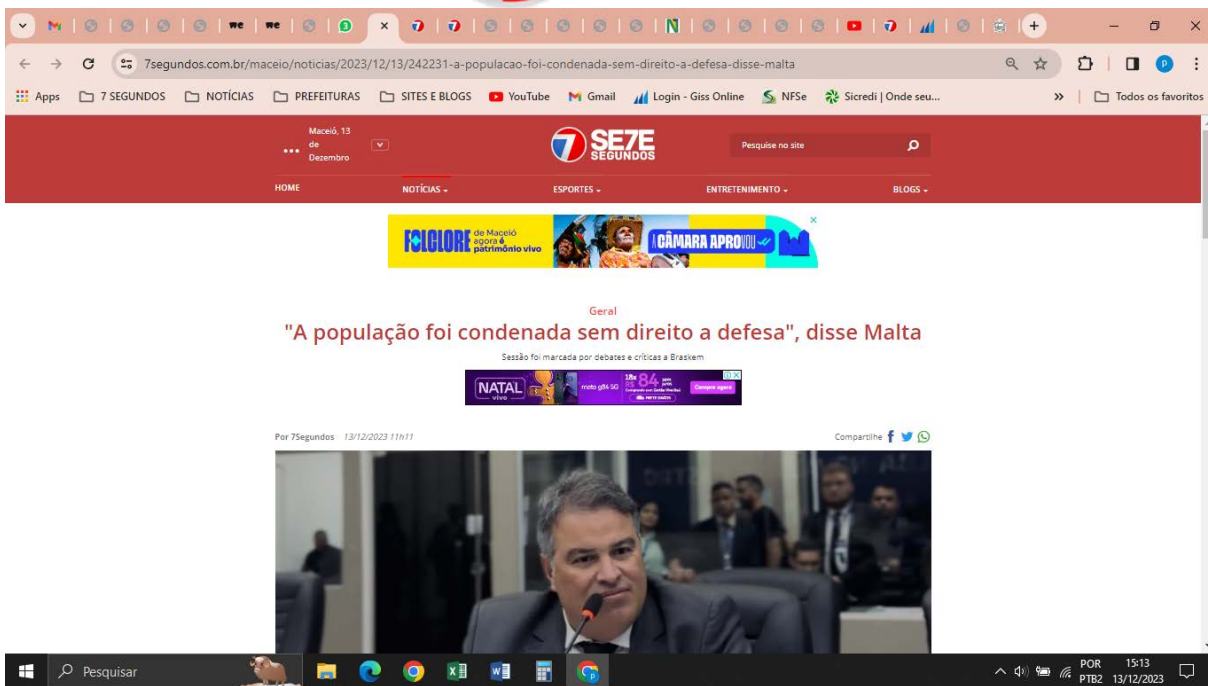 7segundos.com.br/maceio/noticias/2023/12/13/242231-a-populacao-foi-condenada-sem-direito-a-defesa-disse-malta
Apps 7 SEGUNDOS NOTÍCIAS PREFEITURAS SITES E BLOGS YouTube Gmail Login - Giss Online NFSe Sicredi | Onde seu... » Todos os favoritos
Maceió, 13
de
Dezembro
7 SE7E
SEGUNDOS
Pesquise no site
HOME NOTÍCIAS ESPORTES ENTRETENIMENTO BLOGS
FOLCLORE de Maceió
agora é
patrimônio vivo
A CÂMARA APROVOU
Geral
"A população foi condenada sem direito a defesa", disse Malta
Sessão foi marcada por debates e críticas a Braskem
NATAL
vivo
moto g84 5G
18x
R$ 84
Compre agora
Por 7Segundos 13/12/2023 11h11
Compartilhe
Pesquisar
POR
PTB2
15:13
13/12/2023